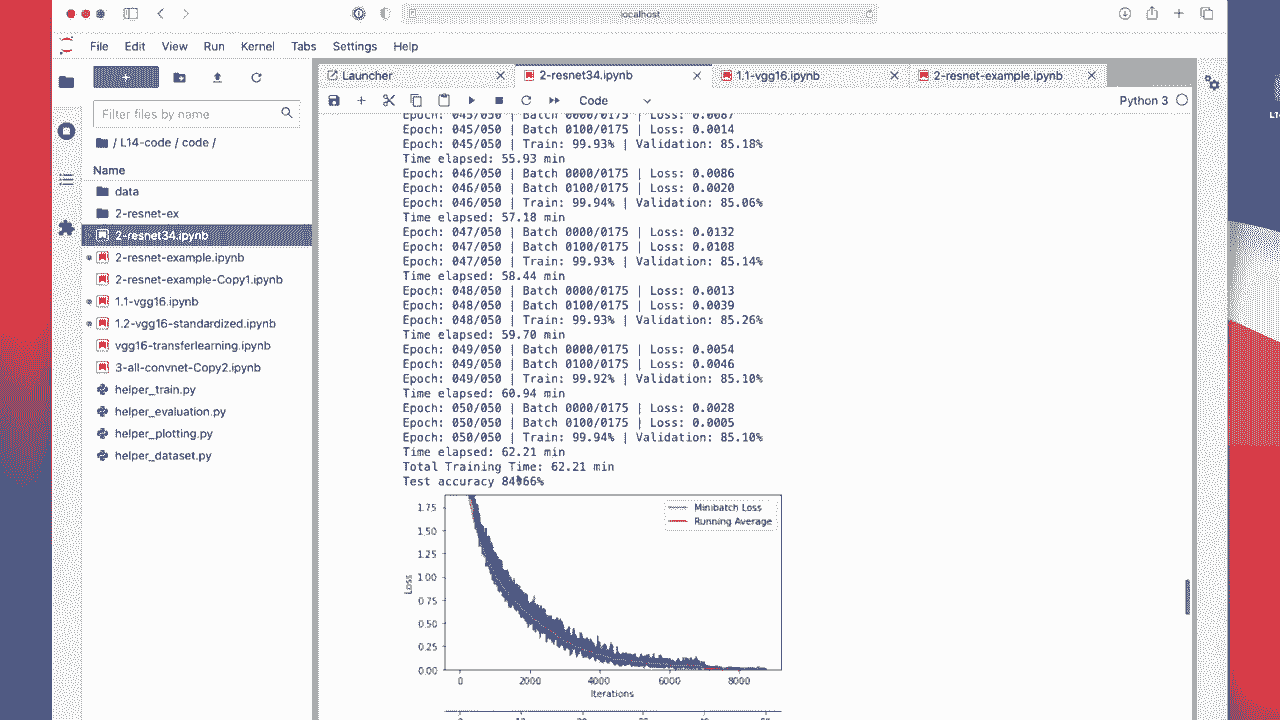 localhost
File Edit View Run Kernel Tabs Settings Help
Launcher
2-resnet34.ipynb
1.1-vgg16.ipynb
2-resnet-example.ipynb
Code
Python 3
Filter files by name
/ L14-code / code /
Name
data
2-resnet-ex
2-resnet34.ipynb
2-resnet-example.ipynb
2-resnet-example-Copy1.ipynb
1.1-vgg16.ipynb
1.2-vgg16-standardized.ipynb
vgg16-transferlearning.ipynb
3-all-convnet-Copy2.ipynb
helper_train.py
helper_evaluation.py
helper_plotting.py
helper_dataset.py
Epoch: 045/050 | Batch 0000/0175 | Loss: 0.0087
Epoch: 045/050 | Batch 0100/0175 | Loss: 0.0014
Epoch: 045/050 | Train: 99.93% | Validation: 85.18%
Time elapsed: 55.93 min
Epoch: 046/050 | Batch 0000/0175 | Loss: 0.0086
Epoch: 046/050 | Batch 0100/0175 | Loss: 0.0020
Epoch: 046/050 | Train: 99.94% | Validation: 85.06%
Time elapsed: 57.18 min
Epoch: 047/050 | Batch 0000/0175 | Loss: 0.0132
Epoch: 047/050 | Batch 0100/0175 | Loss: 0.0108
Epoch: 047/050 | Train: 99.93% | Validation: 85.14%
Time elapsed: 58.44 min
Epoch: 048/050 | Batch 0000/0175 | Loss: 0.0013
Epoch: 048/050 | Batch 0100/0175 | Loss: 0.0039
Epoch: 048/050 | Train: 99.93% | Validation: 85.26%
Time elapsed: 59.70 min
Epoch: 049/050 | Batch 0000/0175 | Loss: 0.0054
Epoch: 049/050 | Batch 0100/0175 | Loss: 0.0046
Epoch: 049/050 | Train: 99.92% | Validation: 85.10%
Time elapsed: 60.94 min
Epoch: 050/050 | Batch 0000/0175 | Loss: 0.0028
Epoch: 050/050 | Batch 0100/0175 | Loss: 0.0005
Epoch: 050/050 | Train: 99.94% | Validation: 85.10%
Time elapsed: 62.21 min
Total Training Time: 62.21 min
Test accuracy
Minibatch Loss
Running Average
1.75
1.50
1.25
1.00
0.75
0.50
0.25
0.00
Loss
0 2000 4000 6000 8000
Iterations